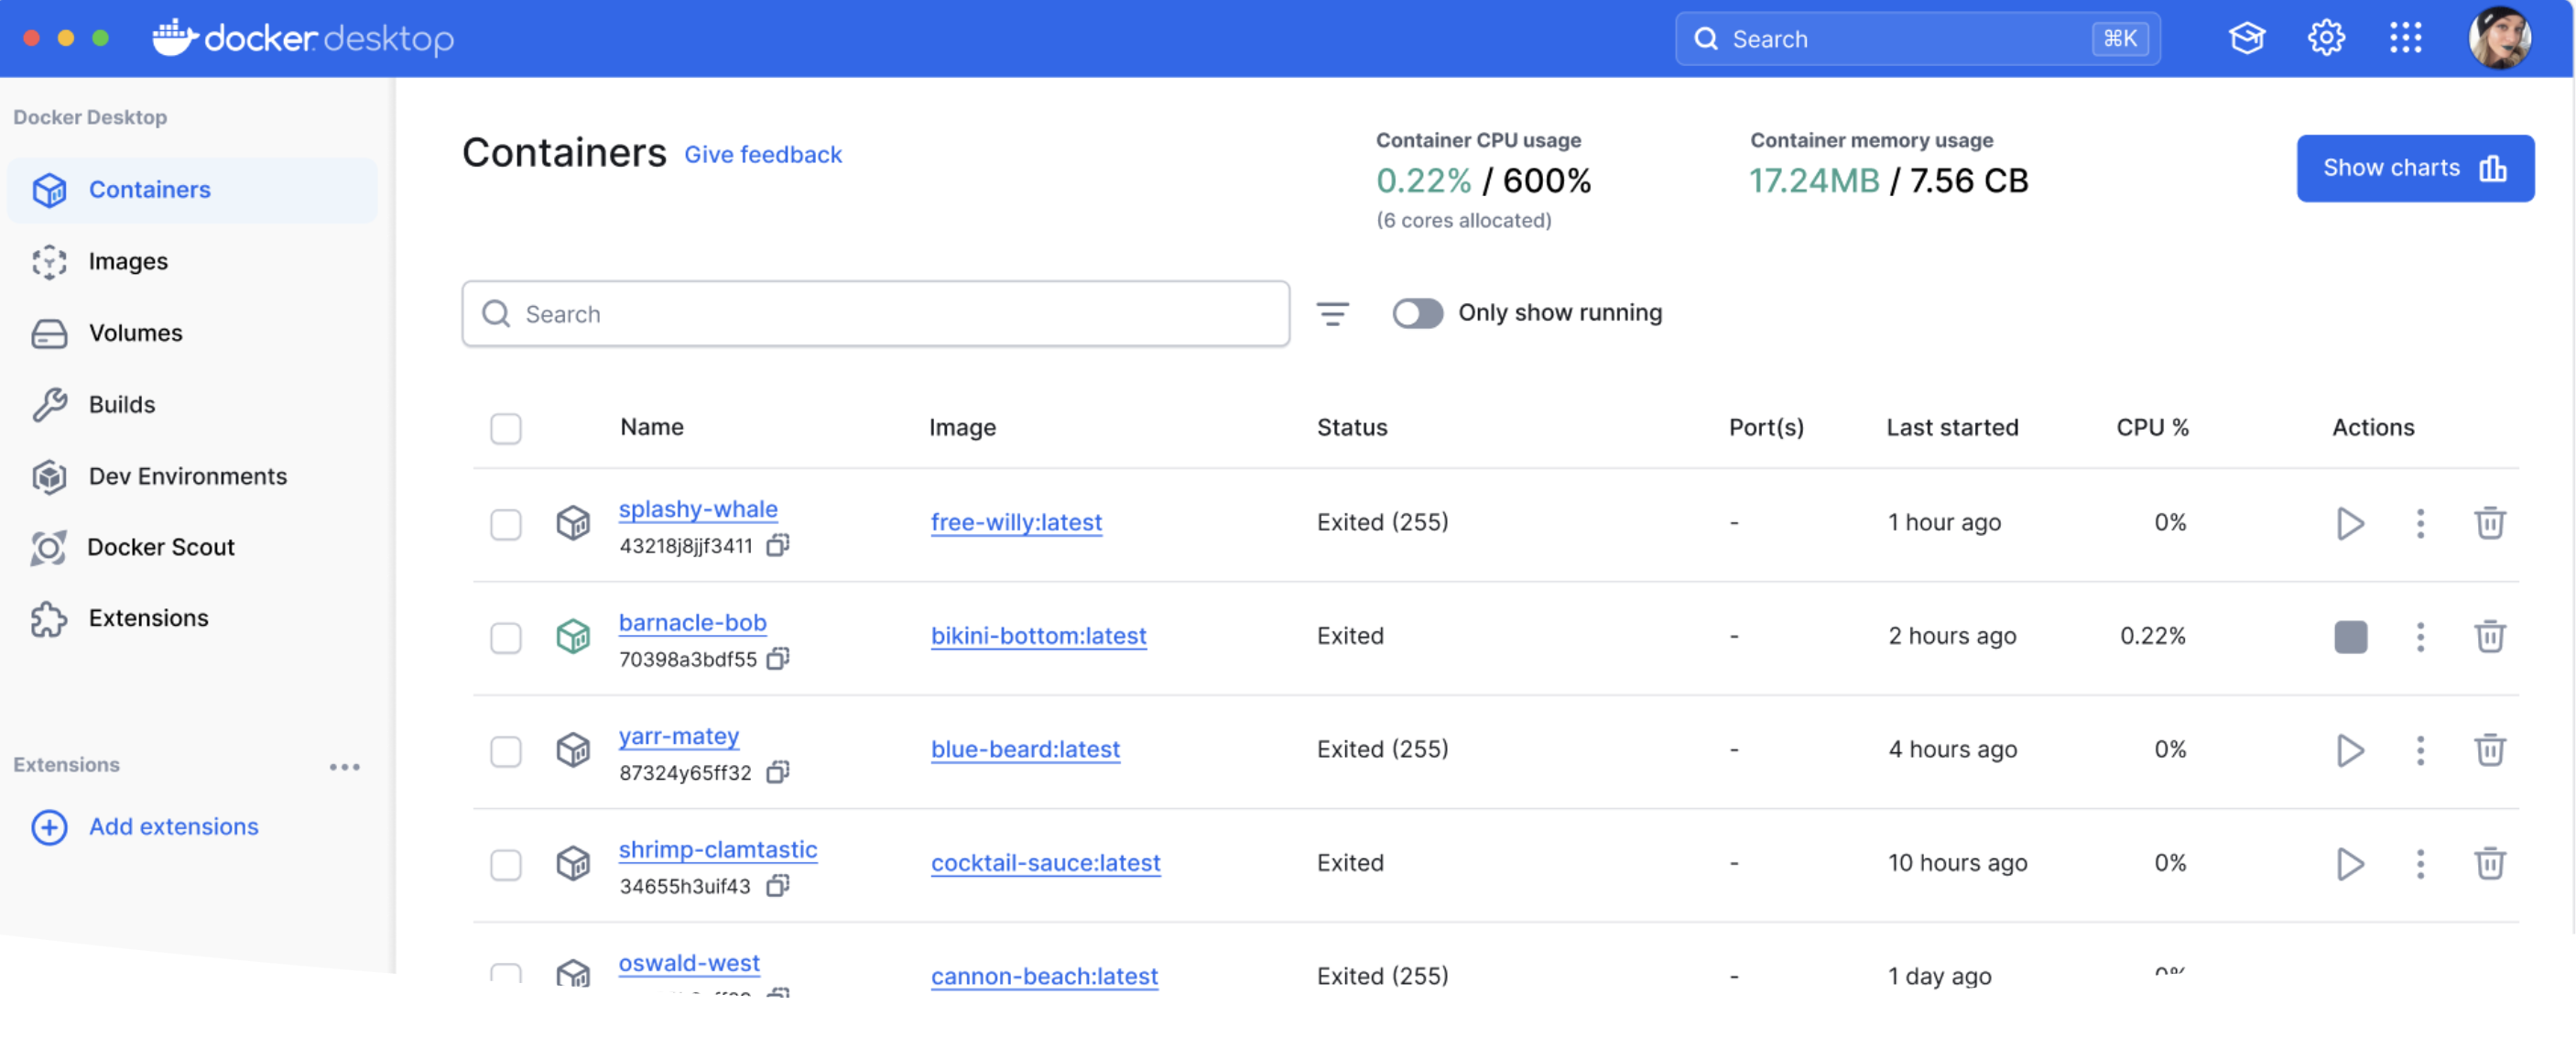 docker desktop
Search
⌘K
Docker Desktop
Containers
Images
Volumes
Builds
Dev Environments
Docker Scout
Extensions
Extensions
Add extensions
Containers
Give feedback
Container CPU usage
0.22% / 600%
(6 cores allocated)
Container memory usage
17.24MB / 7.56 CB
Show charts
Search
Only show running
Name Image Status Port(s) Last started CPU % Actions
splashy-whale
43218j8jjf3411
free-willy:latest Exited (255) - 1 hour ago 0%
barnacle-bob
70398a3bdf55
bikini-bottom:latest Exited - 2 hours ago 0.22%
yarr-matey
87324y65ff32
blue-beard:latest Exited (255) - 4 hours ago 0%
shrimp-clamtastic
34655h3uif43
cocktail-sauce:latest Exited - 10 hours ago 0%
oswald-west
cannon-beach:latest Exited (255) - 1 day ago